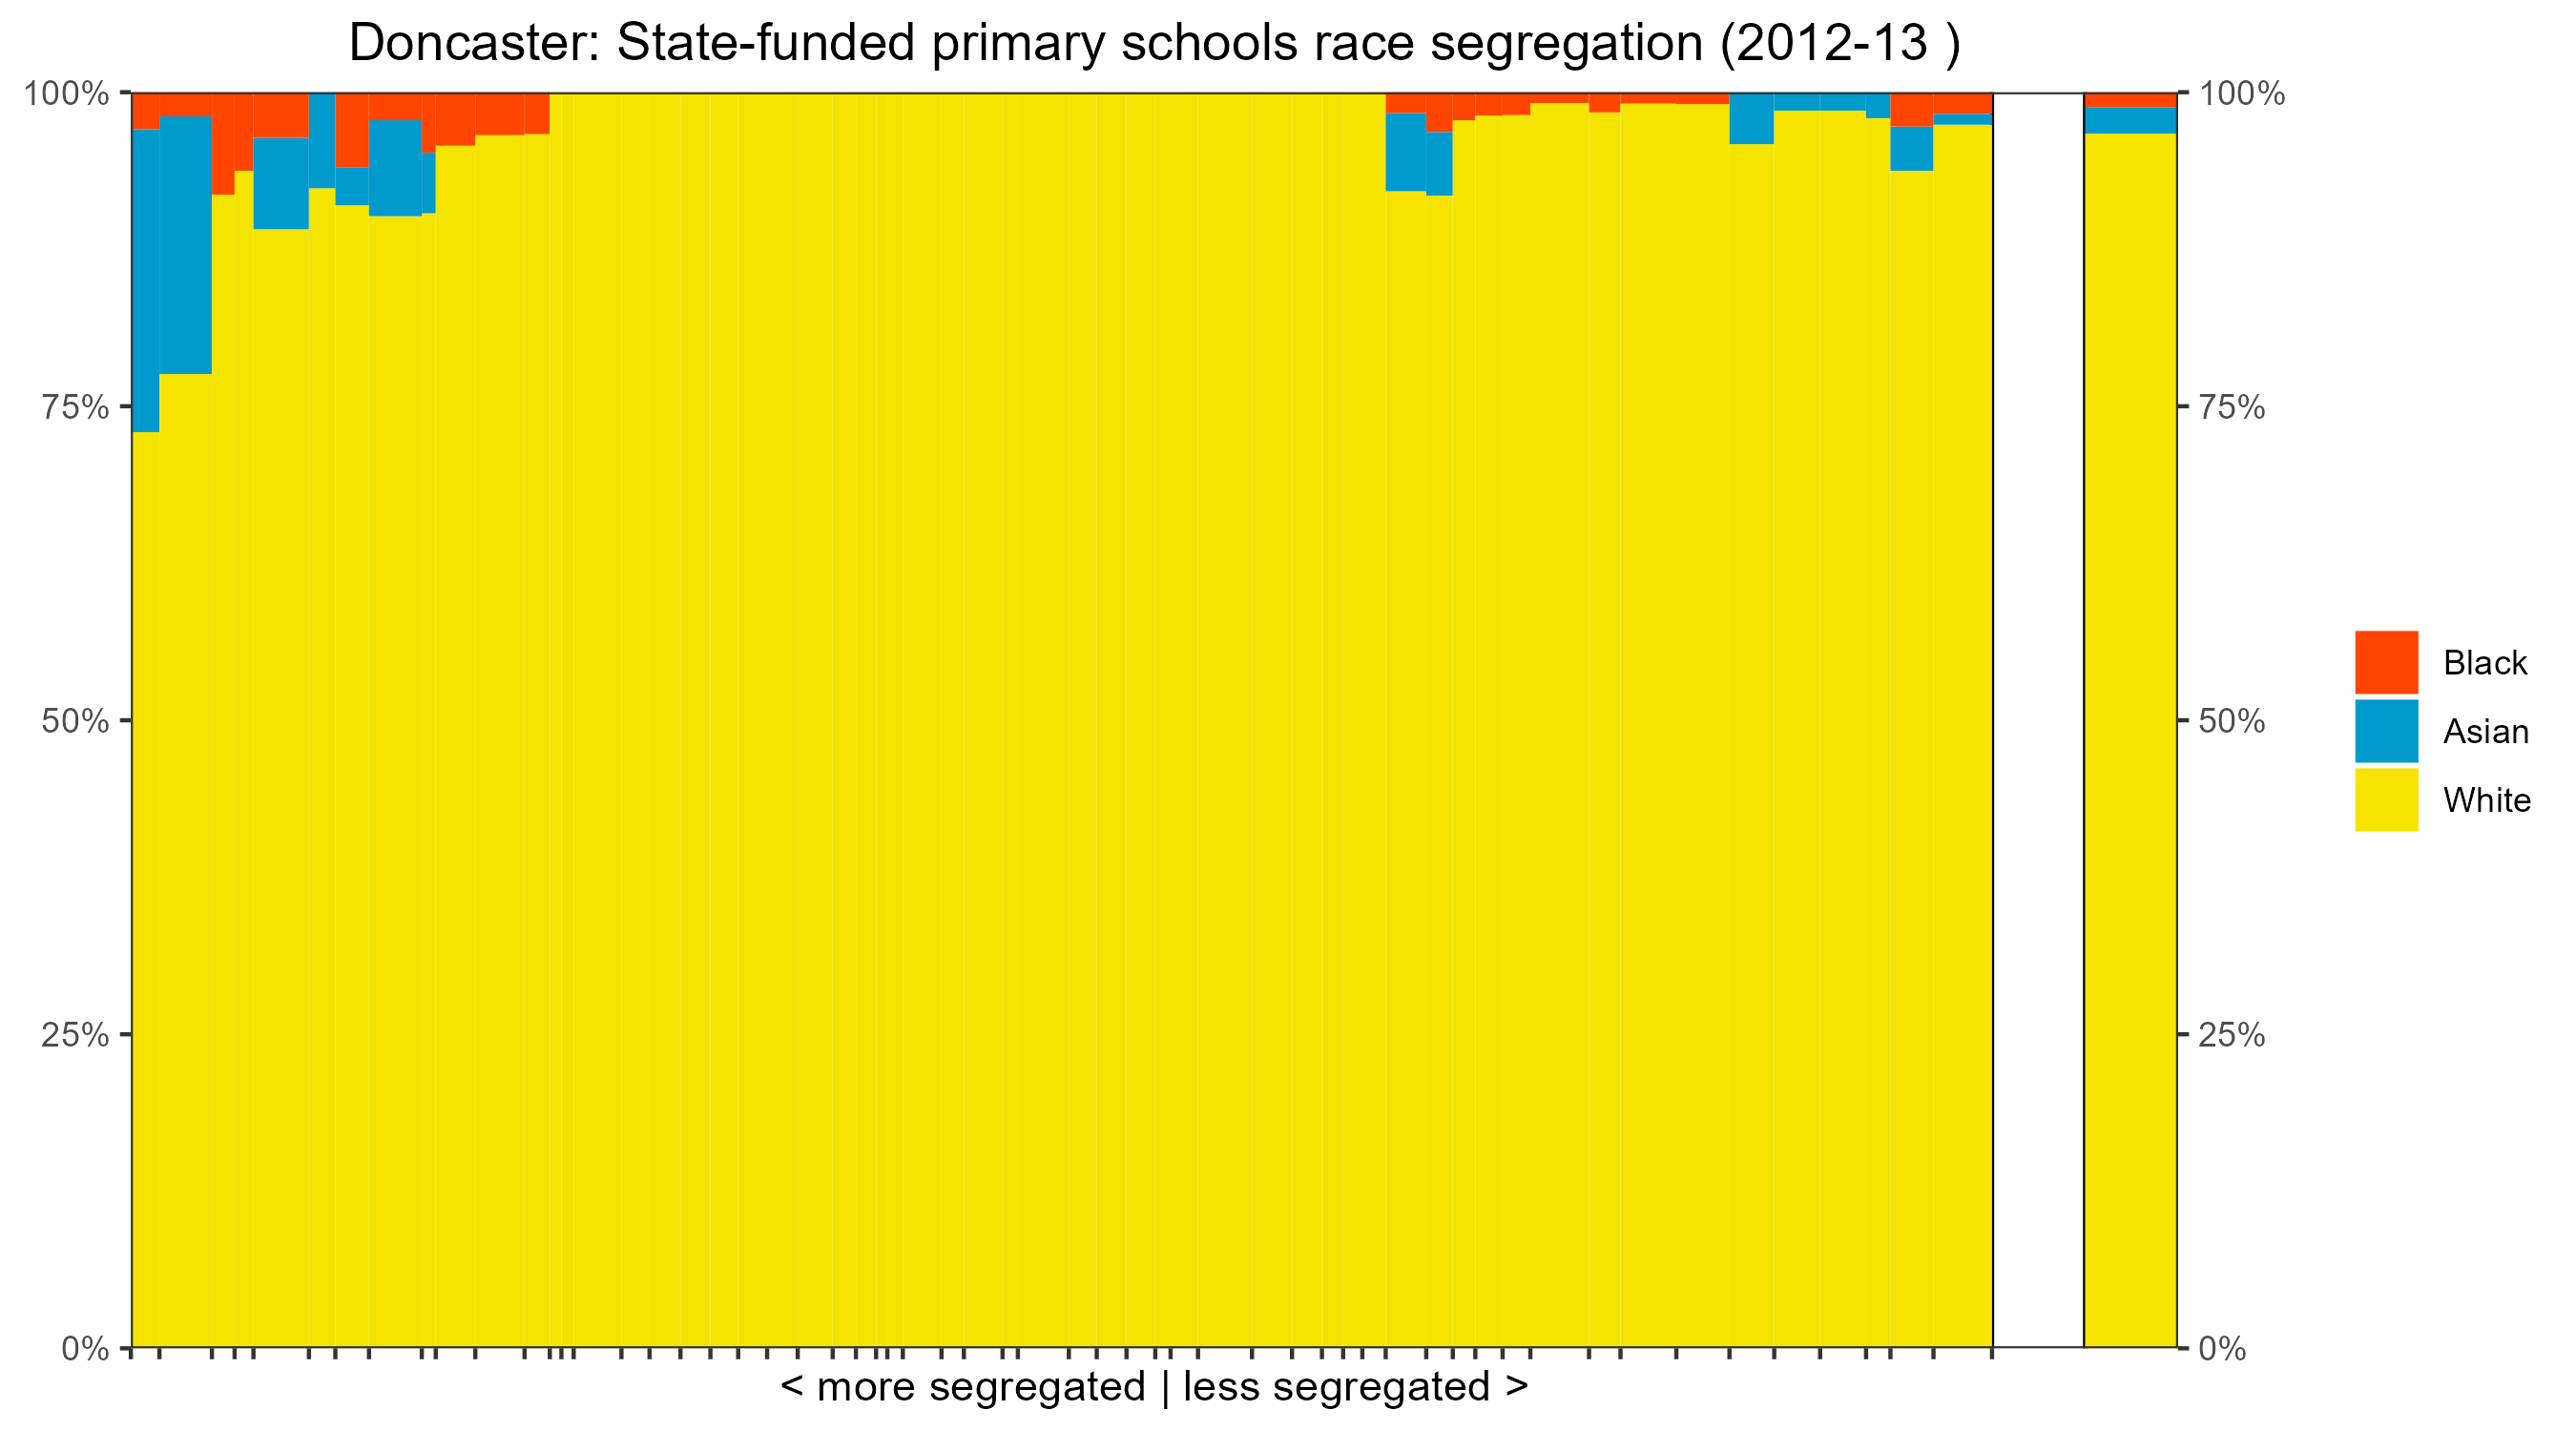 Doncaster: State-funded primary schools race segregation (2012-13 )
100%
75%
50%
25%
0%
100%
75%
50%
25%
0%
< more segregated | less segregated >
Black
Asian
White